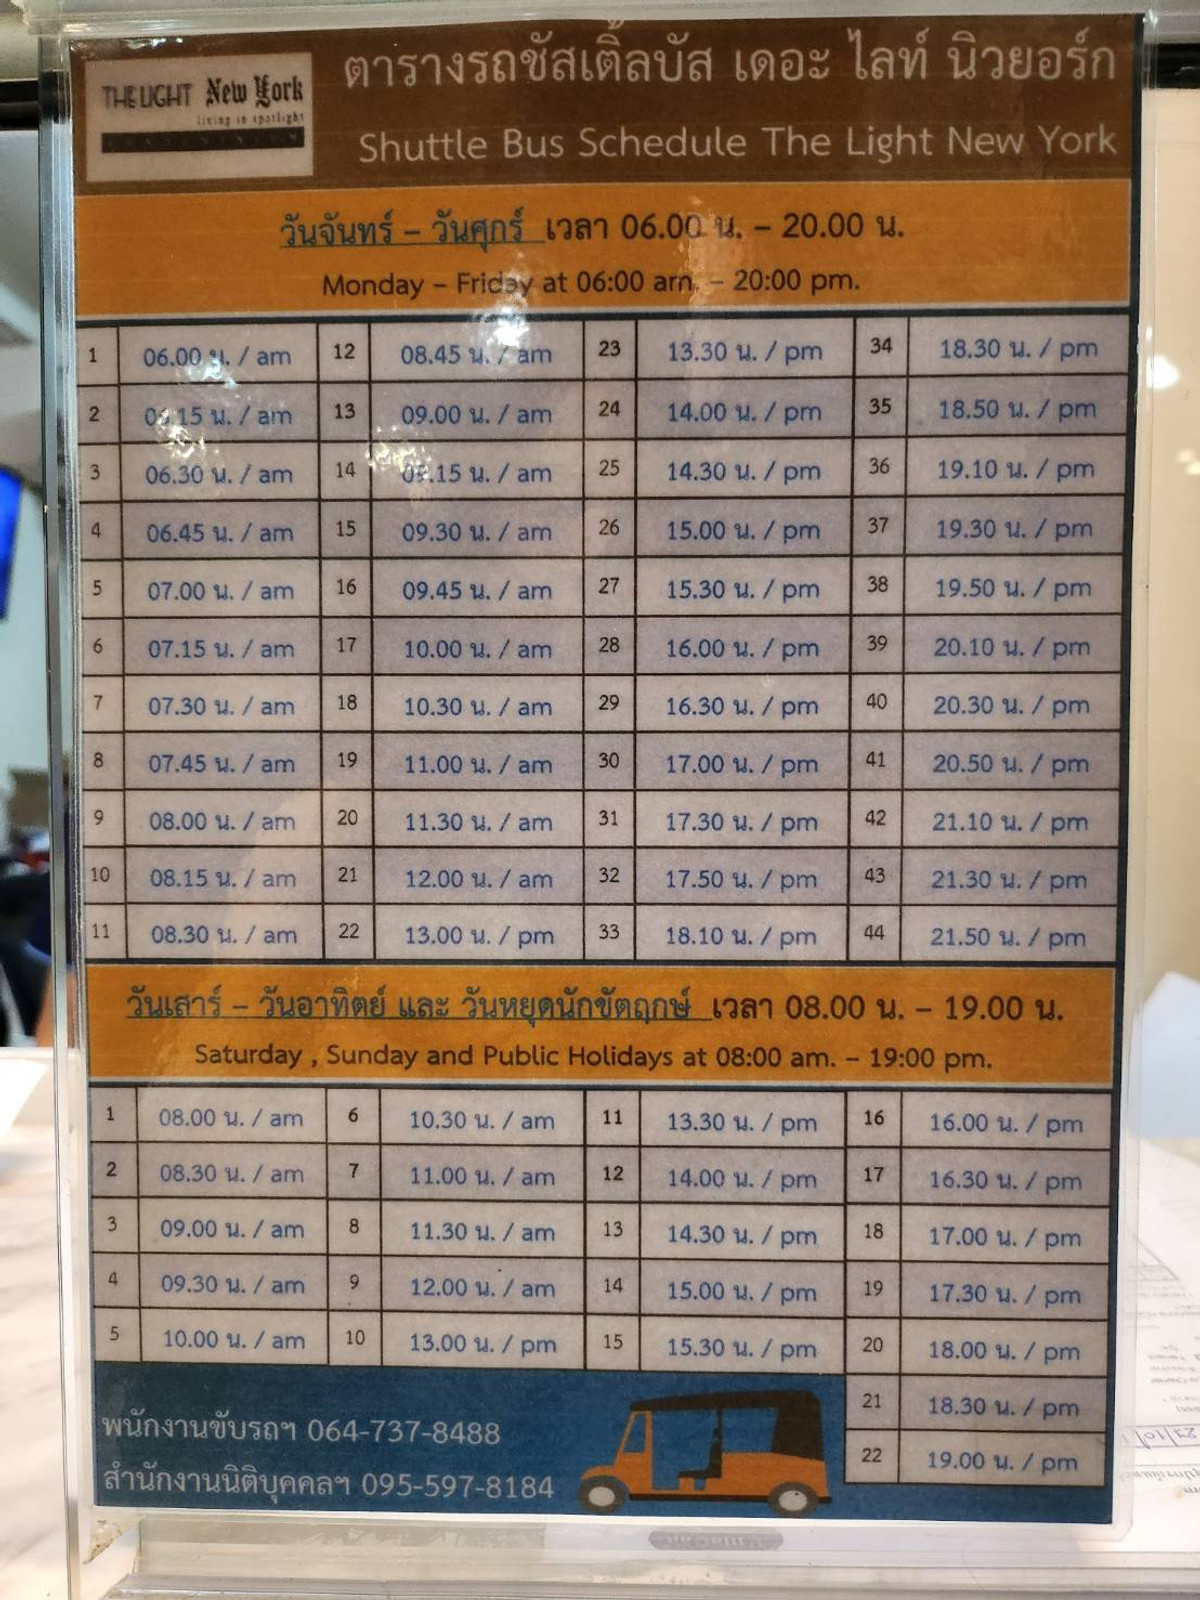 THE LIGHT New York
living in spotlight
CONDOMINIUM
ตารางรถชัสเติ้ลบัส เดอะ ไลท์ นิวยอร์ก
Shuttle Bus Schedule The Light New York
วันจันทร์ – วันศุกร์ เวลา 06.00 น. – 20.00 น.
Monday – Friday at 06:00 am. – 20:00 pm.
1 06.00 น. / am 12 08.45 น. / am 23 13.30 น. / pm 34 18.30 น. / pm
2 06.15 น. / am 13 09.00 น. / am 24 14.00 น. / pm 35 18.50 น. / pm
3 06.30 น. / am 14 09.15 น. / am 25 14.30 น. / pm 36 19.10 น. / pm
4 06.45 น. / am 15 09.30 น. / am 26 15.00 น. / pm 37 19.30 น. / pm
5 07.00 น. / am 16 09.45 น. / am 27 15.30 น. / pm 38 19.50 น. / pm
6 07.15 น. / am 17 10.00 น. / am 28 16.00 น. / pm 39 20.10 น. / pm
7 07.30 น. / am 18 10.30 น. / am 29 16.30 น. / pm 40 20.30 น. / pm
8 07.45 น. / am 19 11.00 น. / am 30 17.00 น. / pm 41 20.50 น. / pm
9 08.00 น. / am 20 11.30 น. / am 31 17.30 น. / pm 42 21.10 น. / pm
10 08.15 น. / am 21 12.00 น. / am 32 17.50 น. / pm 43 21.30 น. / pm
11 08.30 น. / am 22 13.00 น. / pm 33 18.10 น. / pm 44 21.50 น. / pm
วันเสาร์ – วันอาทิตย์ และ วันหยุดนักขัตฤกษ์ เวลา 08.00 น. – 19.00 น.
Saturday , Sunday and Public Holidays at 08:00 am. – 19:00 pm.
1 08.00 น. / am 6 10.30 น. / am 11 13.30 น. / pm 16 16.00 น. / pm
2 08.30 น. / am 7 11.00 น. / am 12 14.00 น. / pm 17 16.30 น. / pm
3 09.00 น. / am 8 11.30 น. / am 13 14.30 น. / pm 18 17.00 น. / pm
4 09.30 น. / am 9 12.00 น. / am 14 15.00 น. / pm 19 17.30 น. / pm
5 10.00 น. / am 10 13.00 น. / pm 15 15.30 น. / pm 20 18.00 น. / pm
21 18.30 น. / pm
22 19.00 น. / pm
พนักงานขับรถฯ 064-737-8488
สำนักงานนิติบุคคลฯ 095-597-8184